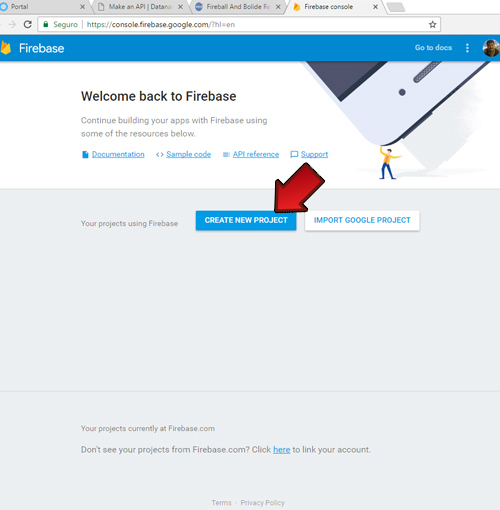 Portal
Make an API | Datana
Fireball And Bolide Re
Firebase console
Seguro
https://console.firebase.google.com/?hl=en
Firebase
Go to docs
Welcome back to Firebase
Continue building your apps with Firebase using
some of the resources below.
Documentation
Sample code
API reference
Support
Your projects using Firebase
CREATE NEW PROJECT
IMPORT GOOGLE PROJECT
Your projects currently at Firebase.com
Don't see your projects from Firebase.com? Click here to link your account.
Terms · Privacy Policy